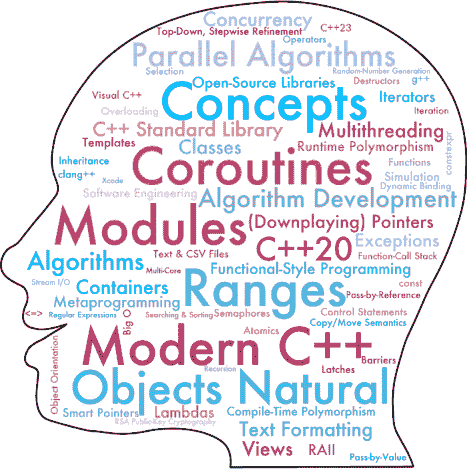 Concurrency
Top-Down, Stepwise Refinement
C++23
Operators
Parallel Algorithms
Selection
Random-Number Generation
Open-Source Libraries
Destructors
g++
Visual C++
Concepts
Iterators
Overloading
Iteration
C++ Standard Library
Multithreading
Templates
Classes
Runtime Polymorphism
constexpr
Inheritance
Coroutines
Functions
clang++
Simulation
Xcode
Dynamic Binding
Software Engineering
Algorithm Development
Modules
(Downplaying) Pointers
C++20
Exceptions
Text & CSV Files
Function-Call Stack
Algorithms
Multi-Core
Functional-Style Programming
Stream I/O
Containers
Ranges
const
Metaprogramming
Pass-by-Reference
<=>
Regular Expressions
Big O
Searching & Sorting
Semaphores
Control Statements
Atomics
Copy/Move Semantics
Object Orientation
Modern C++
Barriers
Recursion
Latches
Objects Natural
Smart Pointers
Lambdas
Compile-Time Polymorphism
RSA Public-Key Cryptography
Text Formatting
Views
RAII
Pass-by-Value